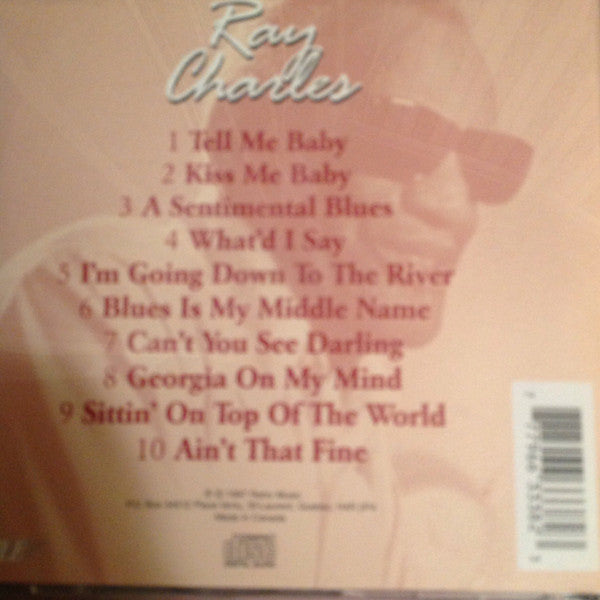 Ray
Charles
1 Tell Me Baby
2 Kiss Me Baby
3 A Sentimental Blues
4 What'd I Say
5 I'm Going Down To The River
6 Blues Is My Middle Name
7 Can't You See Darling
8 Georgia On My Mind
9 Sittin' On Top Of The World
10 Ain't That Fine
Made in Canada